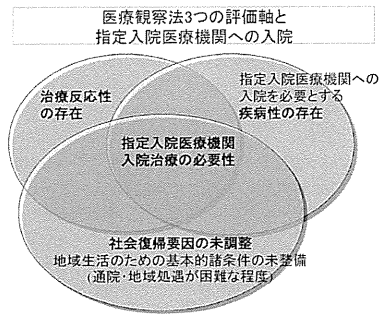 医療観察法3つの評価軸と
指定入院医療機関への入院
治療反応性
の存在
指定入院医療機関への
入院を必要とする
疾病性の存在
指定入院医療機関
入院治療の必要性
社会復帰要因の未調整
地域生活のための基本的諸条件の未整備
(通院・地域処遇が困難な程度)